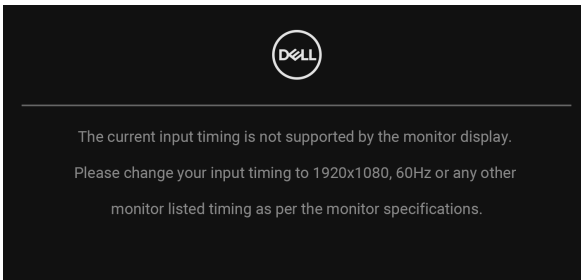 DELL
The current input timing is not supported by the monitor display.
Please change your input timing to 1920x1080, 60Hz or any other
monitor listed timing as per the monitor specifications.